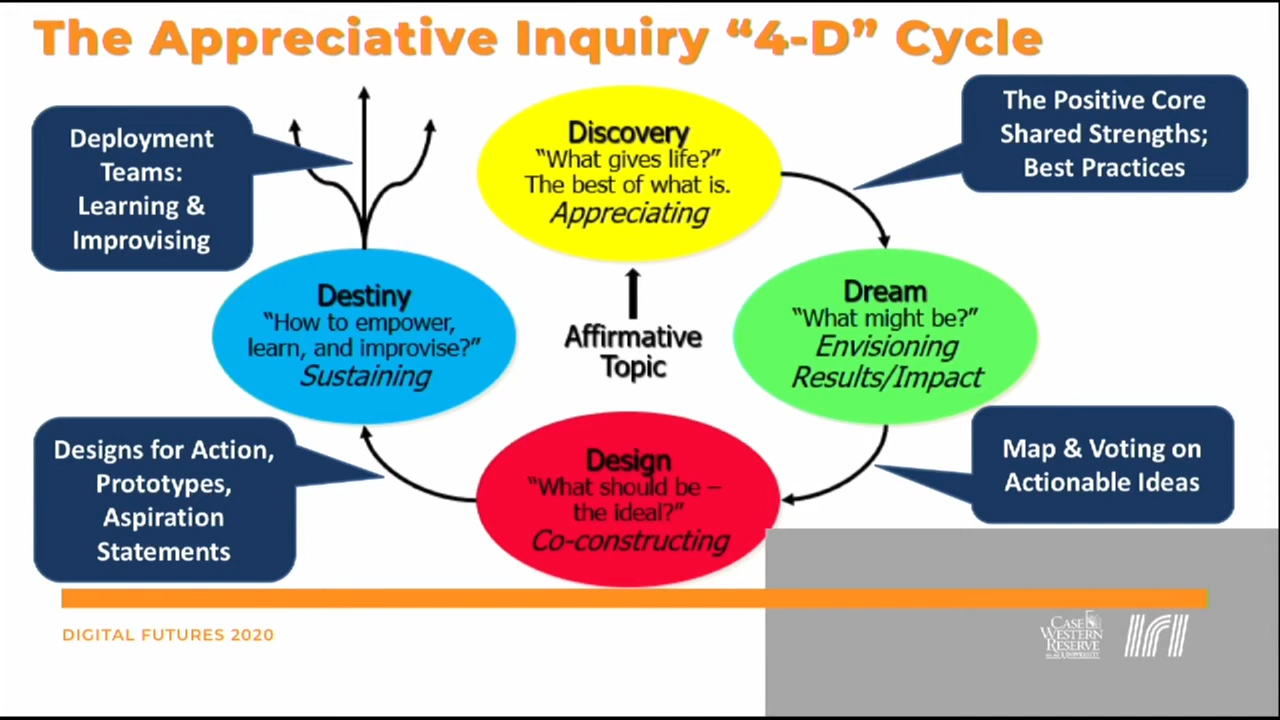 The Appreciative Inquiry “4-D” Cycle
Deployment
Teams:
Learning &
Improvising
Discovery
“What gives life?”
The best of what is.
Appreciating
The Positive Core
Shared Strengths;
Best Practices
Destiny
“How to empower,
learn, and improvise?”
Sustaining
Affirmative
Topic
Dream
“What might be?”
Envisioning
Results/Impact
Designs for Action,
Prototypes,
Aspiration
Statements
Design
“What should be –
the ideal?”
Co-constructing
Map & Voting on
Actionable Ideas
DIGITAL FUTURES 2020
CASE
WESTERN
RESERVE
UNIVERSITY